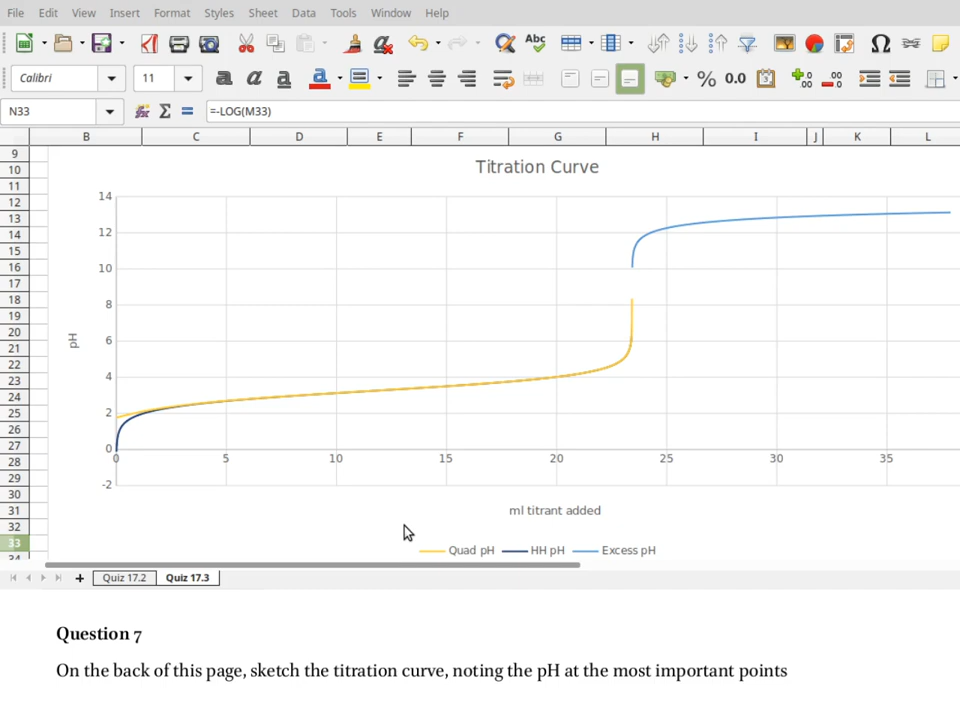 File Edit View Insert Format Styles Sheet Data Tools Window Help
Abc
Calibri 11 a a a a % 0.0
N33 =-LOG(M33)
B C D E F G H I J K L
9
10
11
12
13
14
15
16
17
18
19
20
21
22
23
24
25
26
27
28
29
30
31
32
33
34
Titration Curve
14
12
10
8
6
4
2
0
-2
pH
0 5 10 15 20 25 30 35
ml titrant added
Quad pH HH pH Excess pH
Quiz 17.2 Quiz 17.3
Question 7
On the back of this page, sketch the titration curve, noting the pH at the most important points